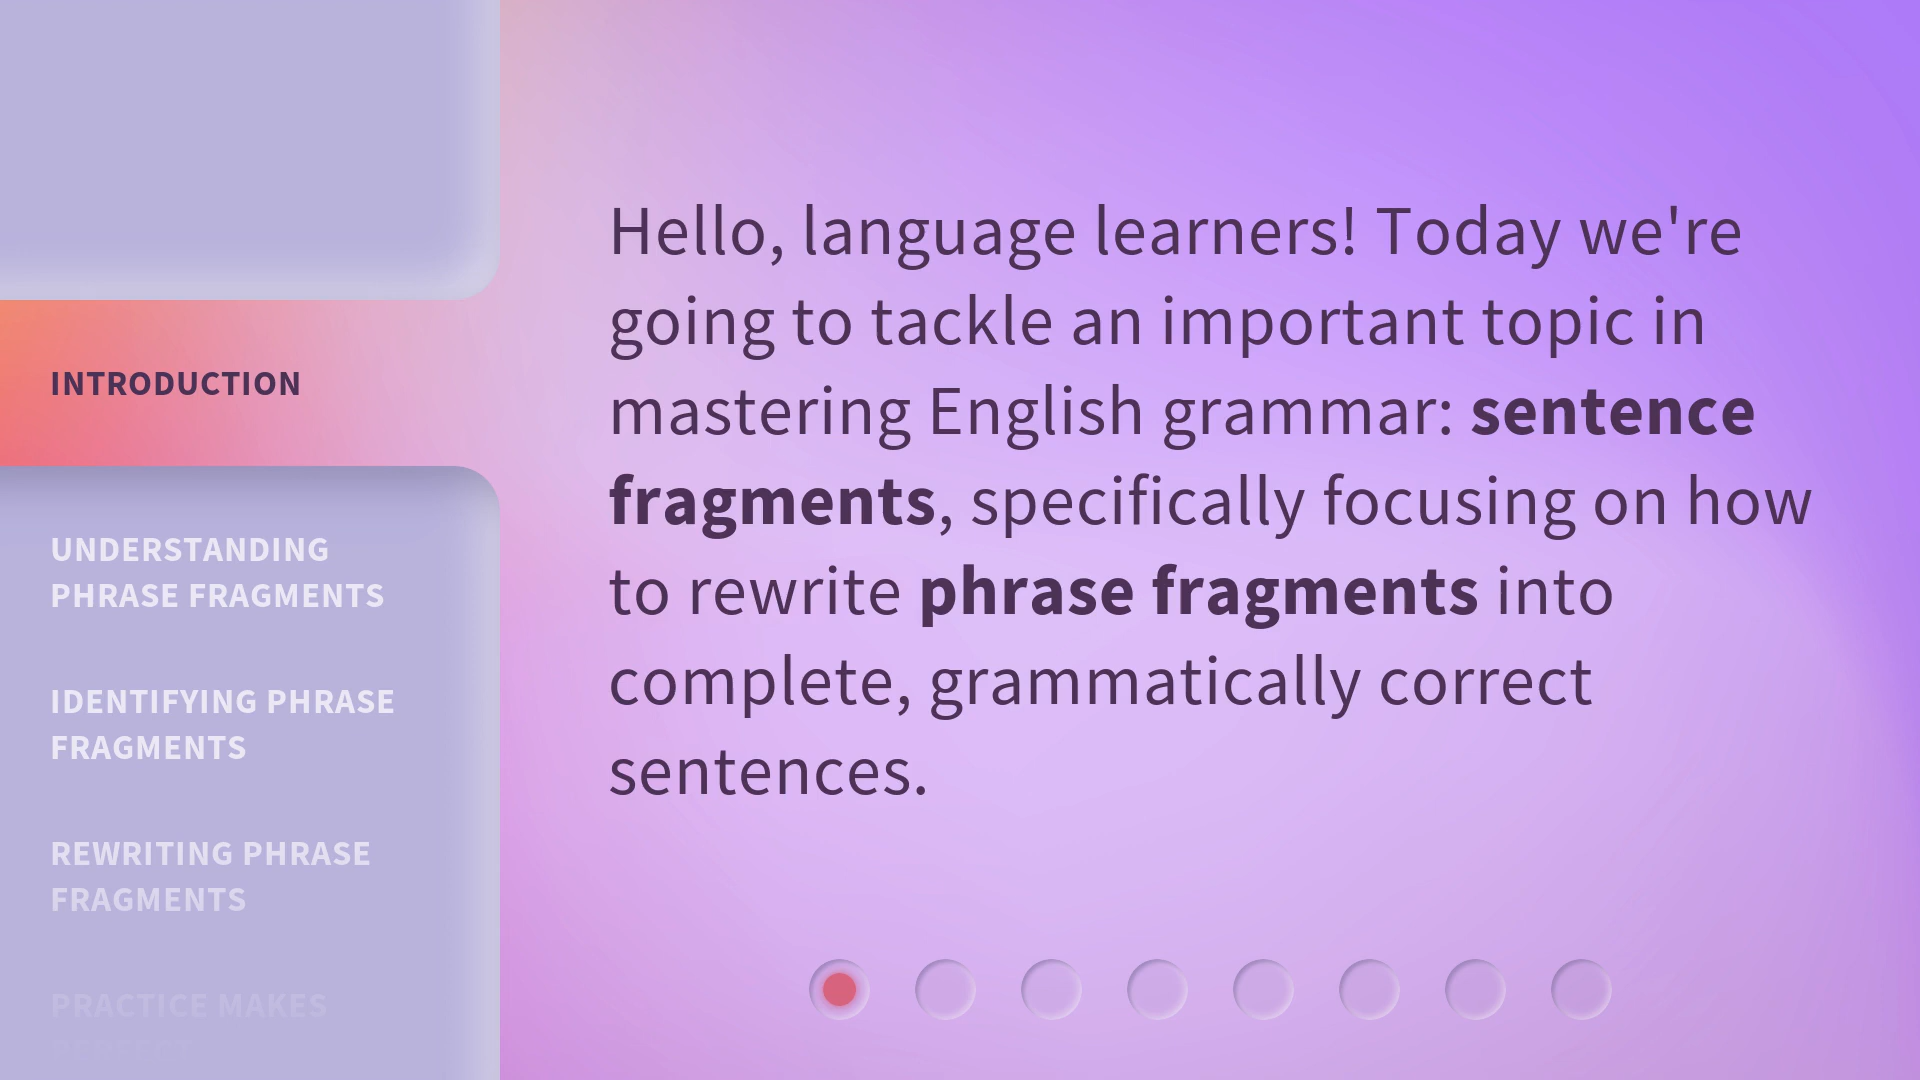 INTRODUCTION
UNDERSTANDING
PHRASE FRAGMENTS
IDENTIFYING PHRASE
FRAGMENTS
REWRITING PHRASE
FRAGMENTS
PRACTICE MAKES
Hello, language learners! Today we're
going to tackle an important topic in
mastering English grammar: sentence
fragments, specifically focusing on how
to rewrite phrase fragments into
complete, grammatically correct
sentences.